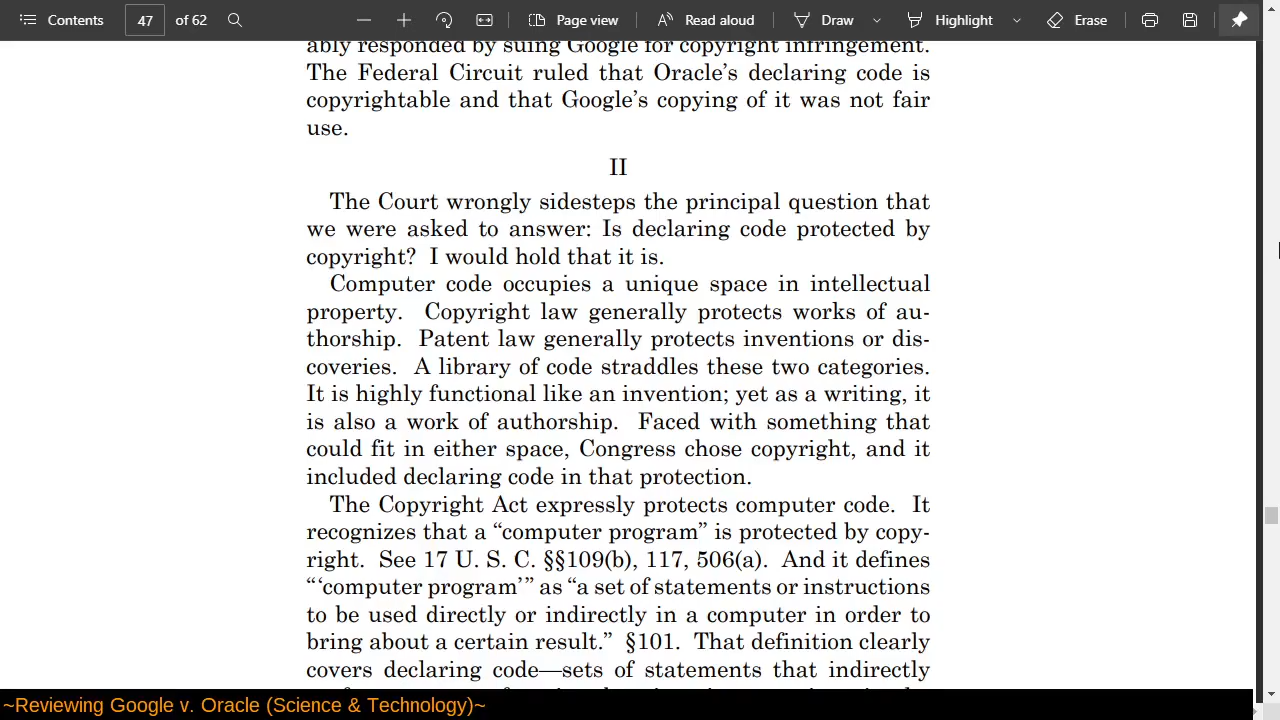 Contents 47 of 62 Page view Read aloud Draw Highlight Erase
ably responded by suing Google for copyright infringement.
The Federal Circuit ruled that Oracle’s declaring code is
copyrightable and that Google’s copying of it was not fair
use.
II
The Court wrongly sidesteps the principal question that
we were asked to answer: Is declaring code protected by
copyright? I would hold that it is.
Computer code occupies a unique space in intellectual
property. Copyright law generally protects works of au-
thorship. Patent law generally protects inventions or dis-
coveries. A library of code straddles these two categories.
It is highly functional like an invention; yet as a writing, it
is also a work of authorship. Faced with something that
could fit in either space, Congress chose copyright, and it
included declaring code in that protection.
The Copyright Act expressly protects computer code. It
recognizes that a “computer program” is protected by copy-
right. See 17 U. S. C. §§109(b), 117, 506(a). And it defines
“‘computer program’” as “a set of statements or instructions
to be used directly or indirectly in a computer in order to
bring about a certain result.” §101. That definition clearly
covers declaring code—sets of statements that indirectly
~Reviewing Google v. Oracle (Science & Technology)~